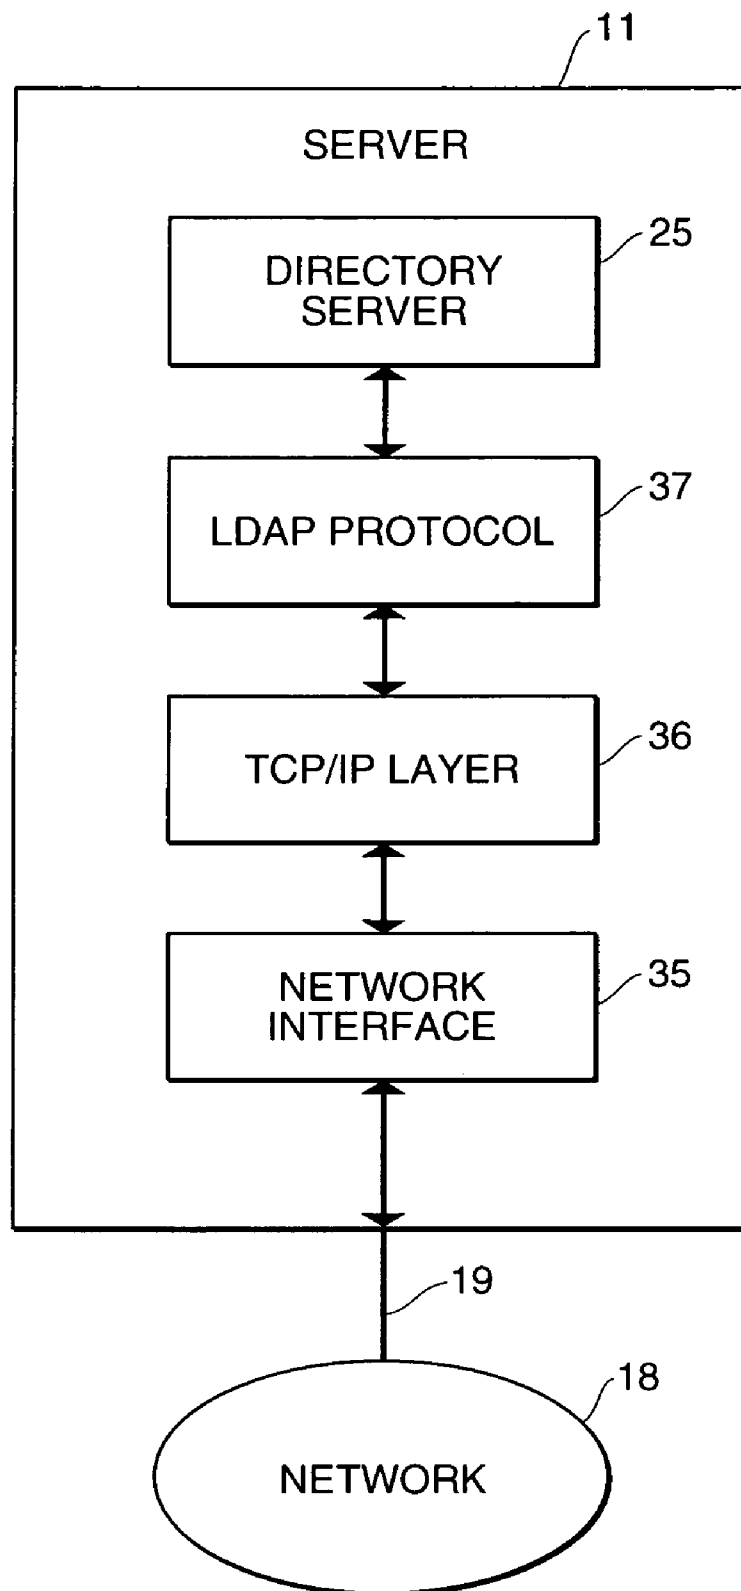 11
SERVER
25
DIRECTORY
SERVER
37
LDAP PROTOCOL
36
TCP/IP LAYER
35
NETWORK
INTERFACE
19
18
NETWORK